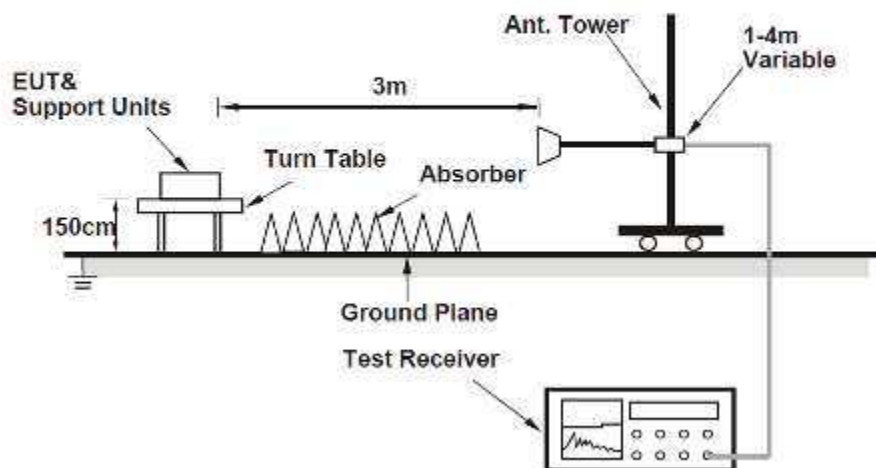 Ant. Tower
1-4m
Variable
EUT&
Support Units
3m
Turn Table
Absorber
150cm
Ground Plane
Test Receiver